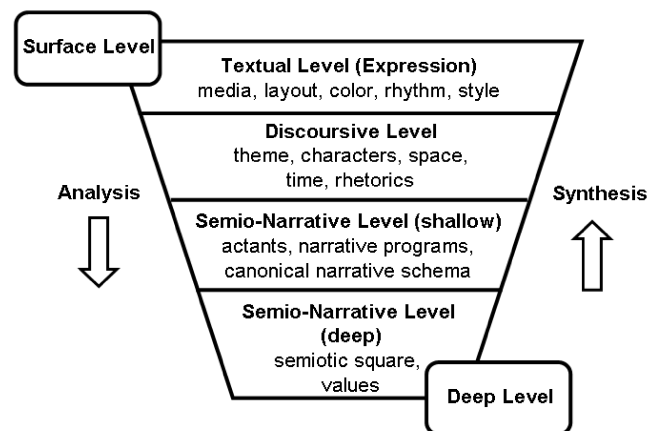 Surface Level
Textual Level (Expression)
media, layout, color, rhythm, style
Discoursive Level
theme, characters, space,
time, rhetorics
Analysis
Synthesis
Semio-Narrative Level (shallow)
actants, narrative programs,
canonical narrative schema
Semio-Narrative Level
(deep)
semiotic square,
values
Deep Level